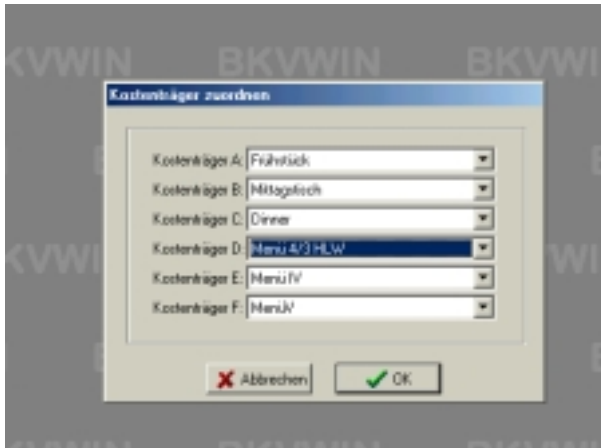 KVWIN BKVWIN BKVWI
Kostenträger zuordnen
Kostenträger A: Frühstück
Kostenträger B: Mittagstisch
Kostenträger C: Dinner
Kostenträger D: Menü 4/3 HLW
Kostenträger E: Menü IV
Kostenträger F: Menü V
Abbrechen OK